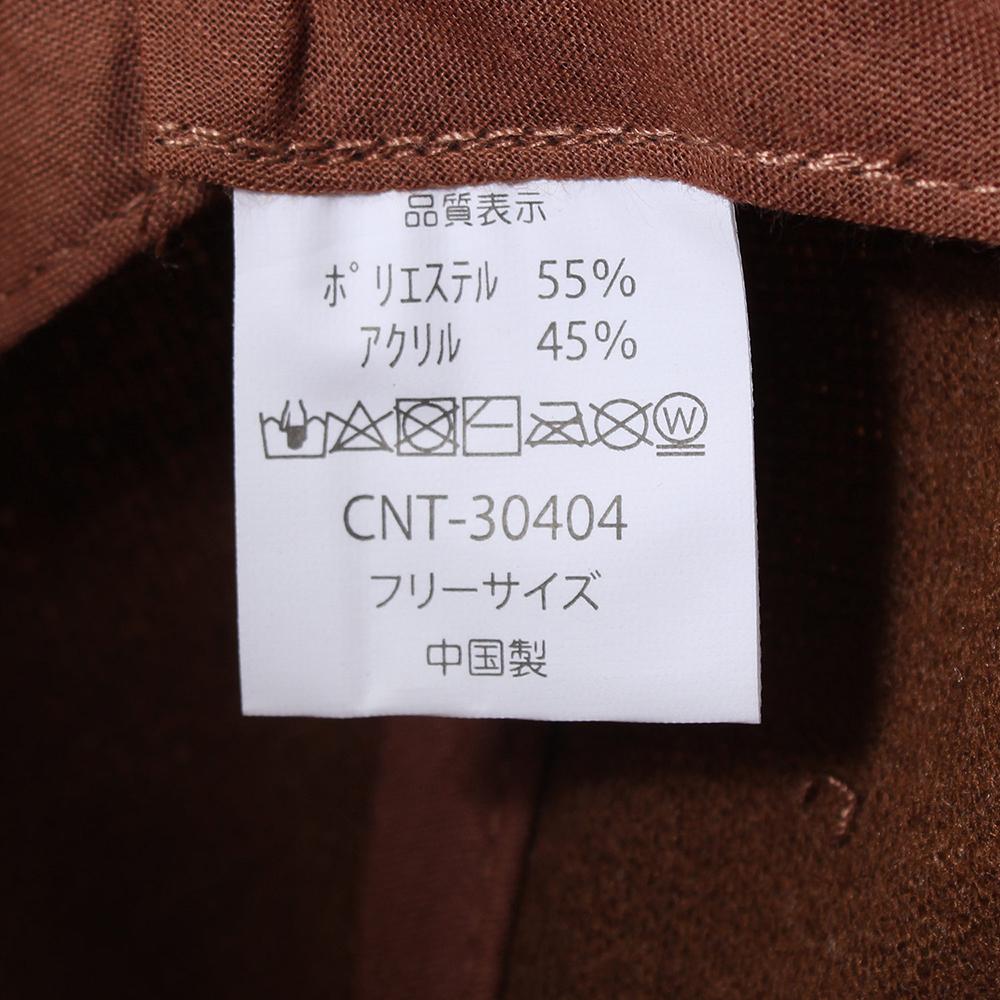 品質表示
ポリエステル 55%
アクリル 45%
W
CNT-30404
フリーサイズ
中国製